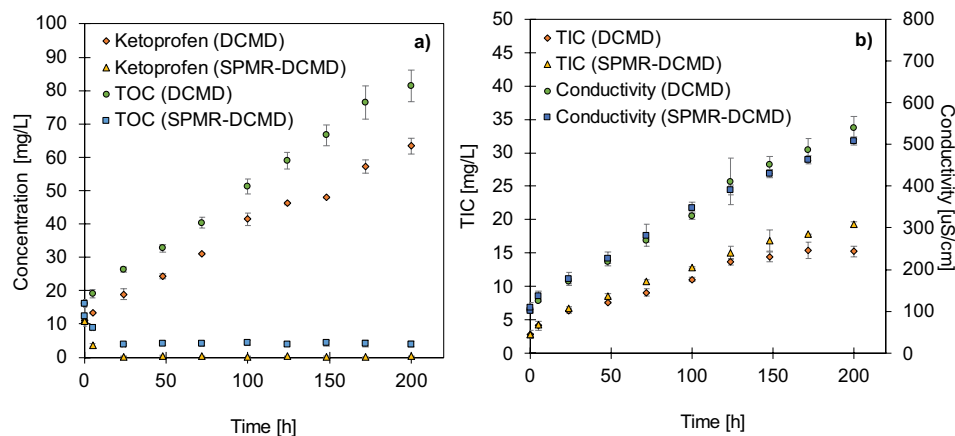 a)
Ketoprofen (DCMD)
Ketoprofen (SPMR-DCMD)
TOC (DCMD)
TOC (SPMR-DCMD)
Concentration [mg/L]
100
90
80
70
60
50
40
30
20
10
0
0 50 100 150 200
Time [h]
b)
TIC (DCMD)
TIC (SPMR-DCMD)
Conductivity (DCMD)
Conductivity (SPMR-DCMD)
TIC [mg/L]
50
45
40
35
30
25
20
15
10
5
0
0 50 100 150 200
Time [h]
800
700
600
500
400
300
200
100
0
Conductivity [uS/cm]